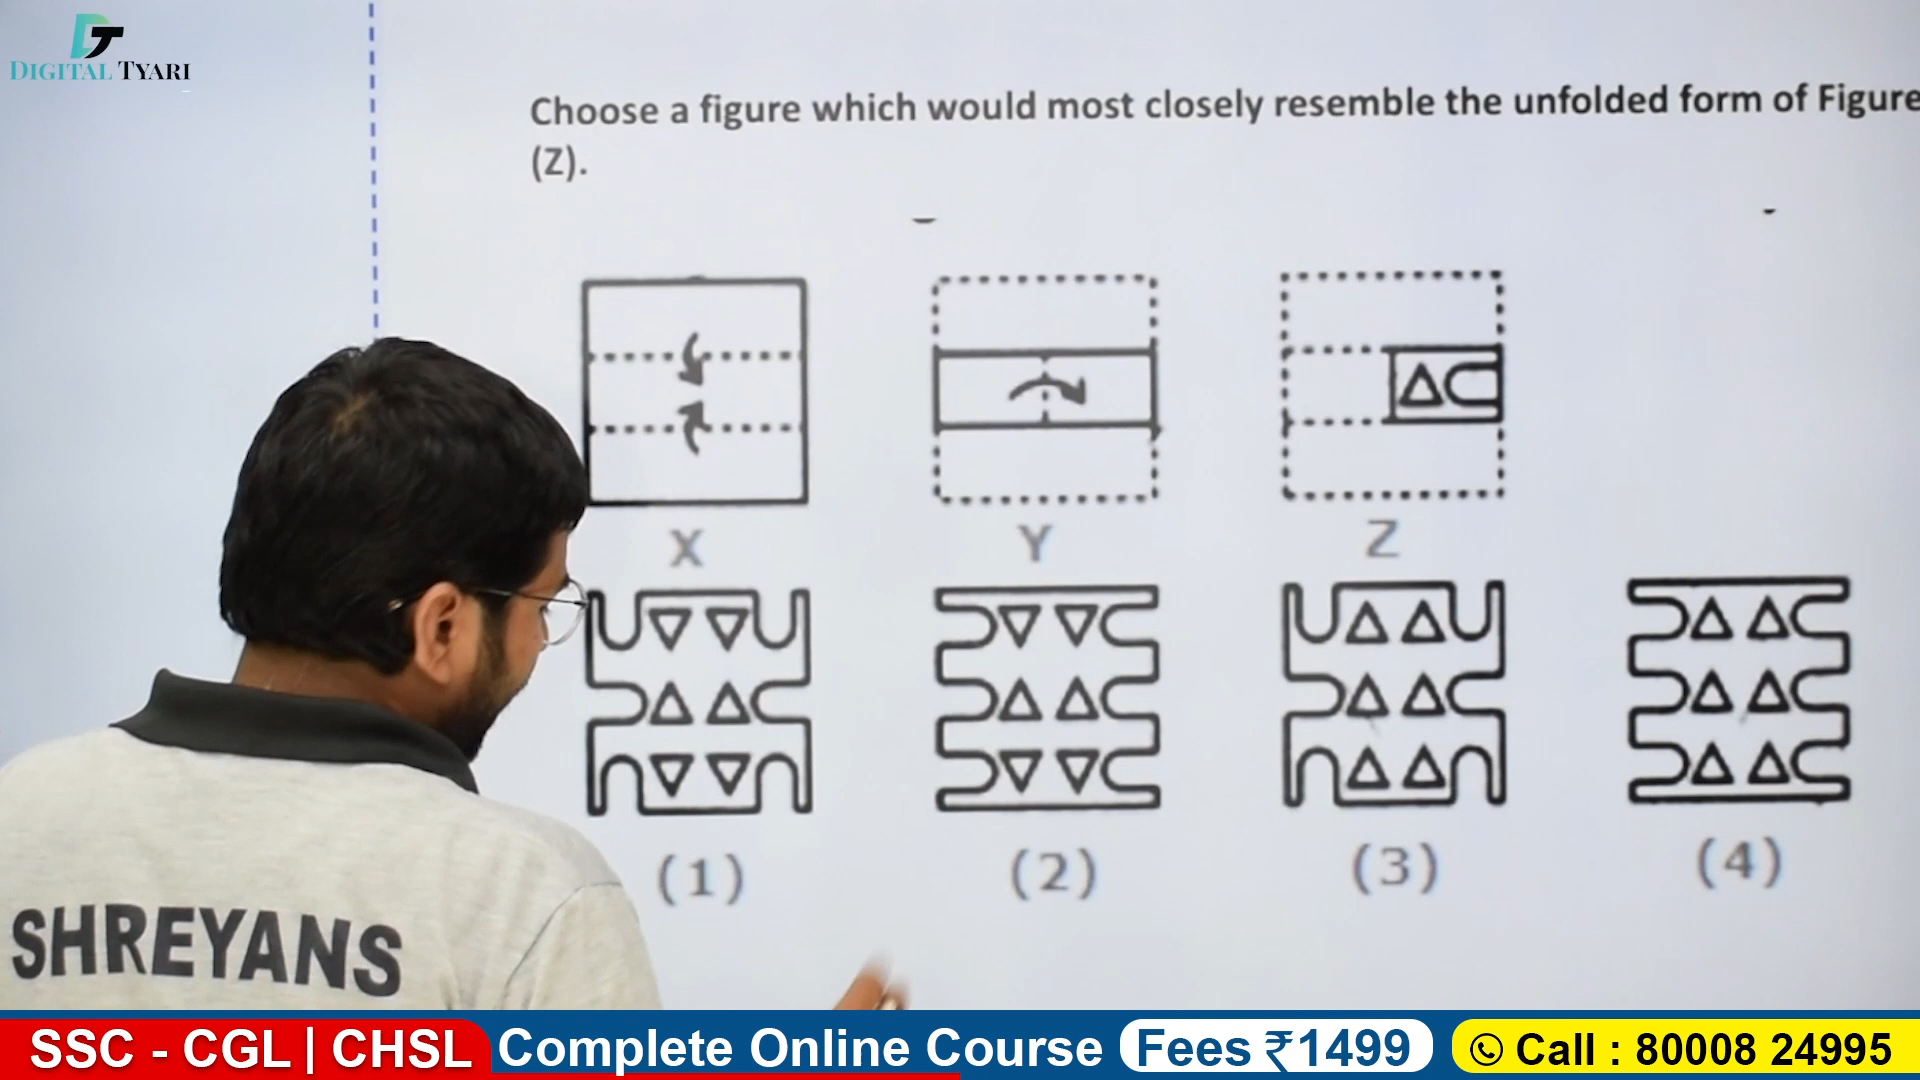 DT
DIGITAL TYARI
Choose a figure which would most closely resemble the unfolded form of Figure
(Z).
X
Y
Z
(1)
(2)
(3)
(4)
SHREYANS
SSC - CGL | CHSL
Complete Online Course
Fees ₹1499
Call : 80008 24995